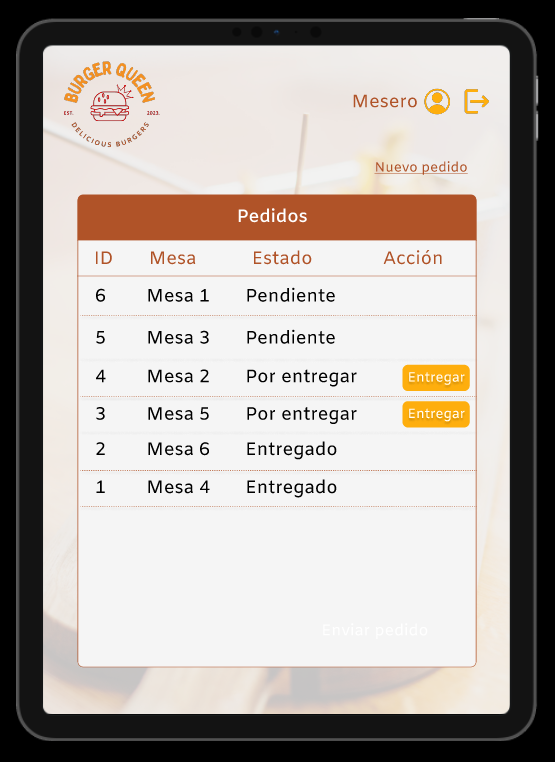 BURGER QUEEN
EST. 2023.
DELICIOUS BURGERS
Mesero
Nuevo pedido
Pedidos
ID Mesa Estado Acción
6 Mesa 1 Pendiente
5 Mesa 3 Pendiente
4 Mesa 2 Por entregar Entregar
3 Mesa 5 Por entregar Entregar
2 Mesa 6 Entregado
1 Mesa 4 Entregado
Enviar pedido